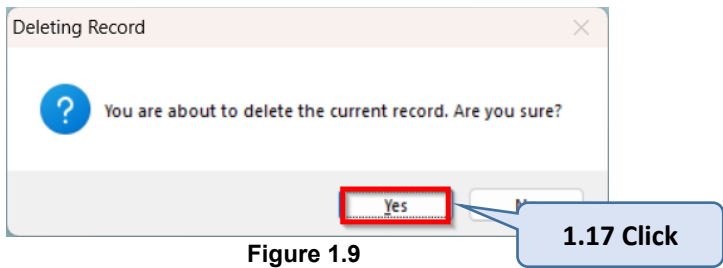 Deleting Record
You are about to delete the current record. Are you sure?
Yes
1.17 Click
Figure 1.9